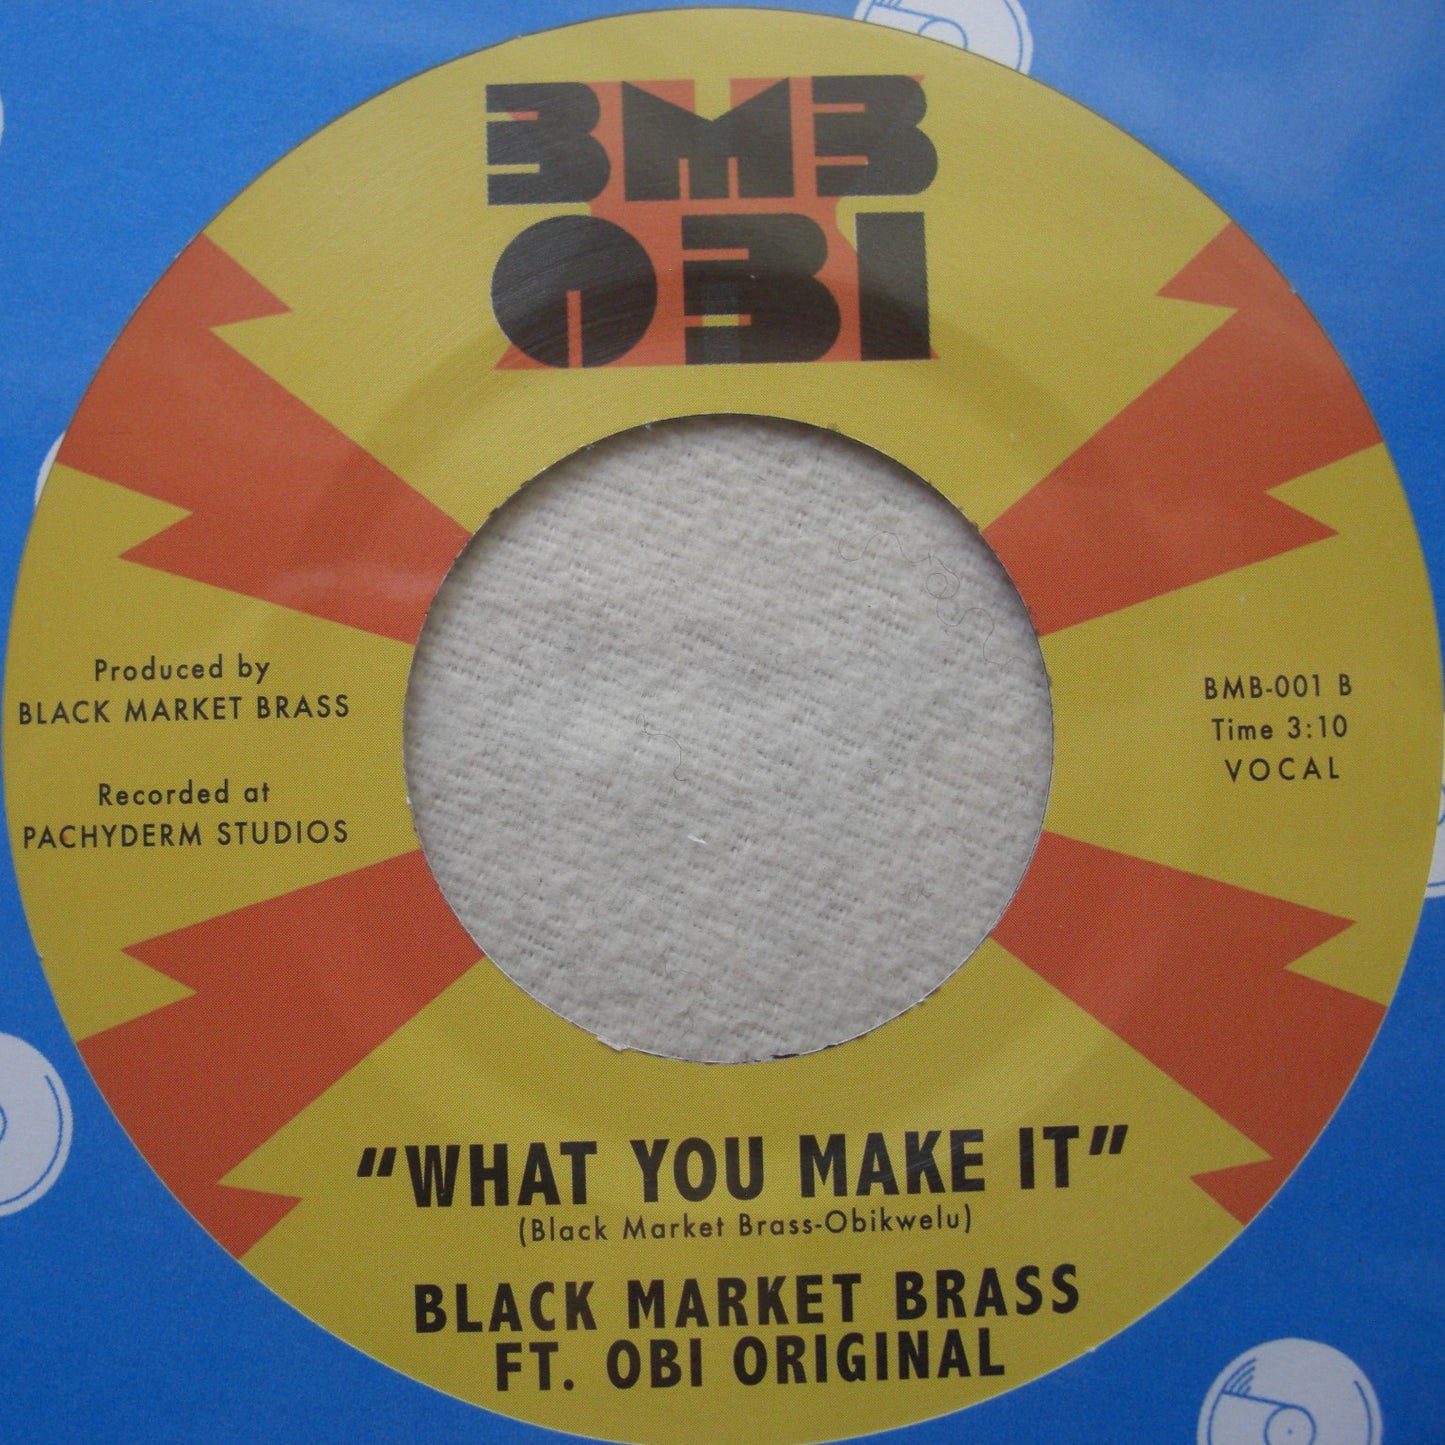 BMB
OBI
Produced by
BLACK MARKET BRASS
Recorded at
PACHYDERM STUDIOS
BMB-001 B
Time 3:10
VOCAL
"WHAT YOU MAKE IT"
(Black Market Brass-Obikwelu)
BLACK MARKET BRASS
FT. OBI ORIGINAL